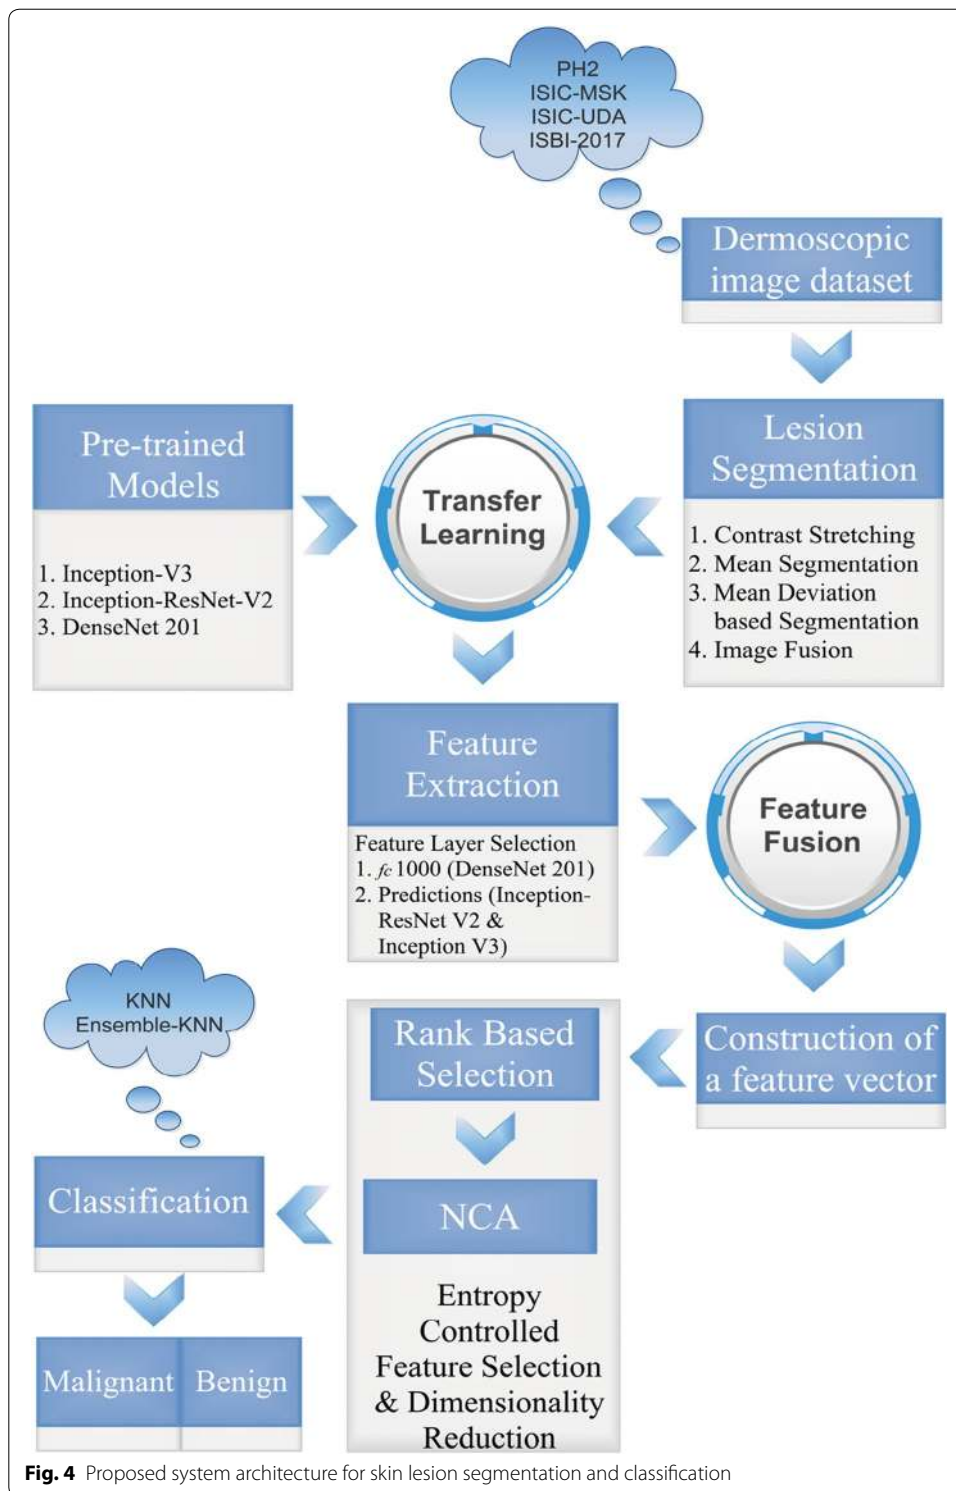 PH2
ISIC-MSK
ISIC-UDA
ISBI-2017
Dermoscopic
image dataset
Pre-trained
Models
1. Inception-V3
2. Inception-ResNet-V2
3. DenseNet 201
Transfer
Learning
Lesion
Segmentation
1. Contrast Stretching
2. Mean Segmentation
3. Mean Deviation
based Segmentation
4. Image Fusion
Feature
Extraction
Feature Layer Selection
1. fc 1000 (DenseNet 201)
2. Predictions (Inception-
ResNet V2 &
Inception V3)
Feature
Fusion
Construction of
a feature vector
Rank Based
Selection
NCA
Entropy
Controlled
Feature Selection
& Dimensionality
Reduction
KNN
Ensemble-KNN
Classification
Malignant
Benign
Fig. 4 Proposed system architecture for skin lesion segmentation and classification